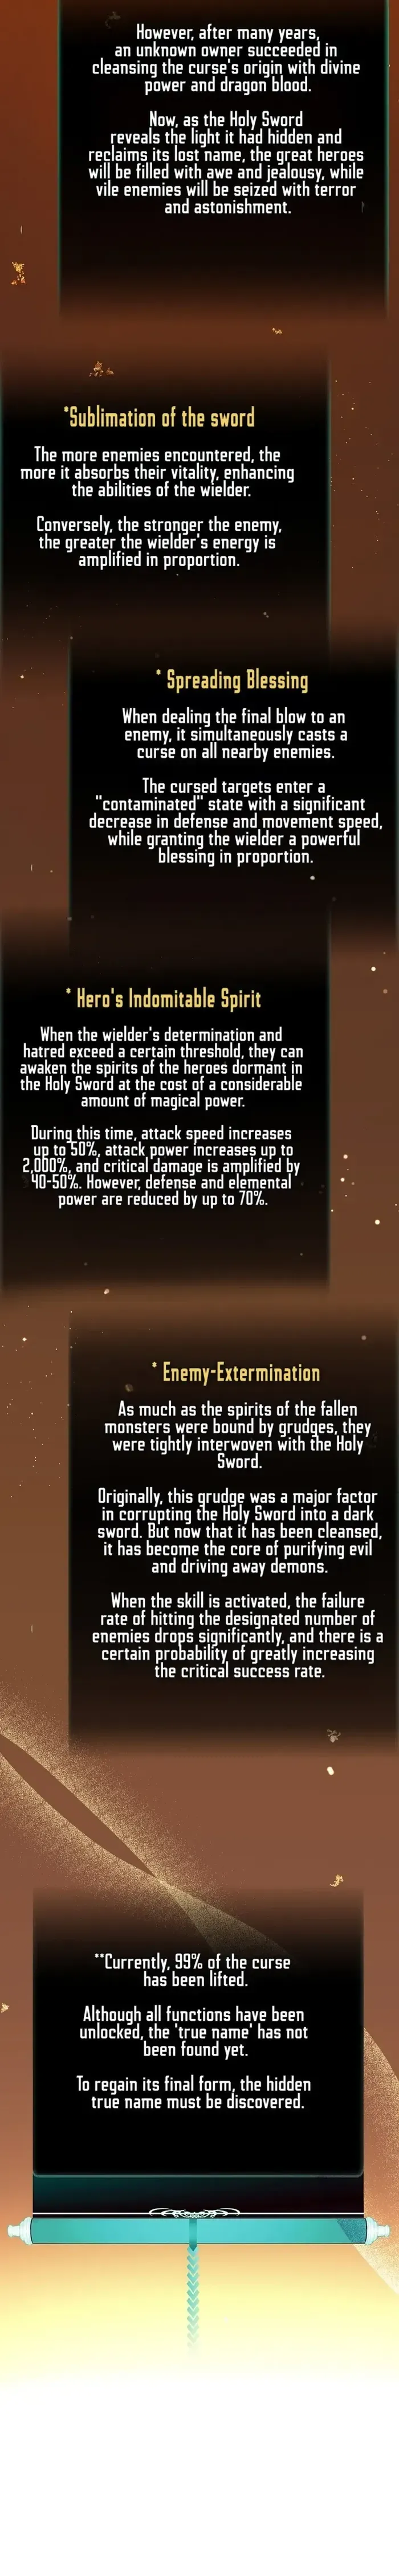 However, after many years,
an unknown owner succeeded in
cleansing the curse's origin with divine
power and dragon blood.
Now, as the Holy Sword
reveals the light it had hidden and
reclaims its lost name, the great heroes
will be filled with awe and jealousy, while
vile enemies will be seized with terror
and astonishment.
*Sublimation of the sword
The more enemies encountered, the
more it absorbs their vitality, enhancing
the abilities of the wielder.
Conversely, the stronger the enemy,
the greater the wielder's energy is
amplified in proportion.
* Spreading Blessing
When dealing the final blow to an
enemy, it simultaneously casts a
curse on all nearby enemies.
The cursed targets enter a
"contaminated" state with a significant
decrease in defense and movement speed,
while granting the wielder a powerful
blessing in proportion.
* Hero's Indomitable Spirit
When the wielder's determination and
hatred exceed a certain threshold, they can
awaken the spirits of the heroes dormant in
the Holy Sword at the cost of a considerable
amount of magical power.
During this time, attack speed increases
up to 50%, attack power increases up to
2,000%, and critical damage is amplified by
40-50%. However, defense and elemental
power are reduced by up to 70%.
* Enemy-Extermination
As much as the spirits of the fallen
monsters were bound by grudges, they
were tightly interwoven with the Holy
Sword.
Originally, this grudge was a major factor
in corrupting the Holy Sword into a dark
sword. But now that it has been cleansed,
it has become the core of purifying evil
and driving away demons.
When the skill is activated, the failure
rate of hitting the designated number of
enemies drops significantly, and there is a
certain probability of greatly increasing
the critical success rate.
**Currently, 99% of the curse
has been lifted.
Although all functions have been
unlocked, the 'true name' has not
been found yet.
To regain its final form, the hidden
true name must be discovered.